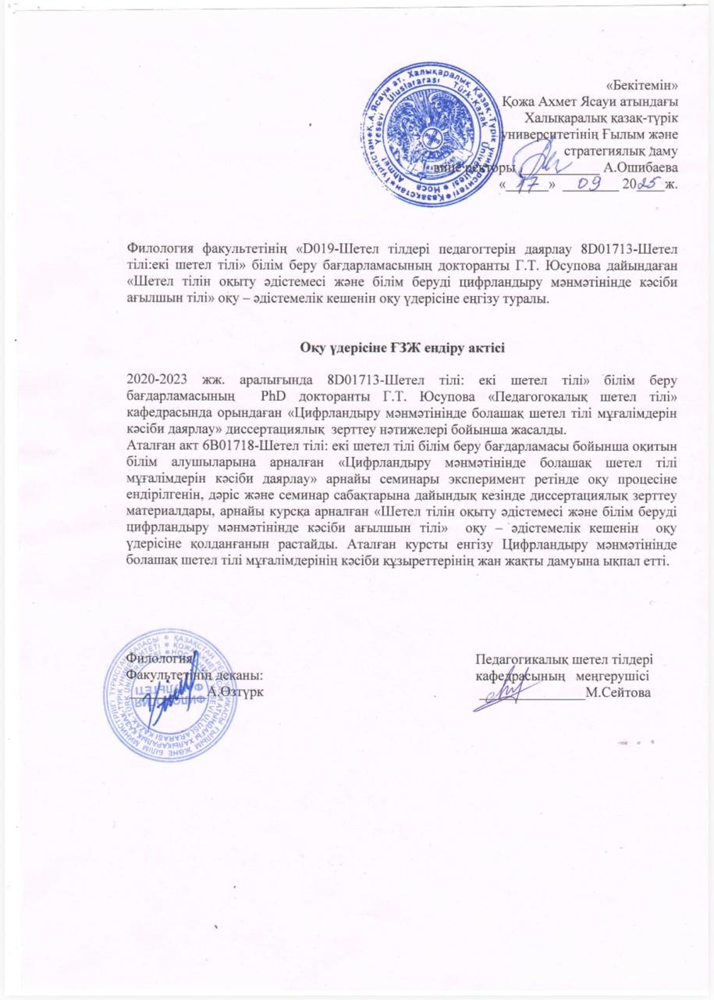 «Бекітемін»
Қожа Ахмет Ясауи атындағы
Халықаралық қазақ-түрік
университетінің Ғылым және
стратегиялық даму
вице ректоры ____________ А.Ошибаева
«__17__» __09__ 2025 ж.
Филология факультетінің «D019-Шетел тілдері педагогтерін даярлау 8D01713-Шетел
тілі:екі шетел тілі» білім беру бағдарламасының докторанты Г.Т. Юсупова дайындаған
«Шетел тілін оқыту әдістемесі және білім беруді цифрландыру мәнмәтінінде кәсіби
ағылшын тілі» оқу – әдістемелік кешенін оқу үдерісіне еңгізу туралы.
Оқу үдерісіне ҒЗЖ ендіру актісі
2020-2023 жж. аралығында 8D01713-Шетел тілі: екі шетел тілі» білім беру
бағдарламасының PhD докторанты Г.Т. Юсупова «Педагогокалық шетел тілі»
кафедрасында орындаған «Цифрландыру мәнмәтінінде болашақ шетел тілі мұғалімдерін
кәсіби даярлау» диссертациялық зерттеу нәтижелері бойынша жасалды.
Аталған акт 6В01718-Шетел тілі: екі шетел тілі білім беру бағдарламасы бойынша оқитын
білім алушыларына арналған «Цифрландыру мәнмәтінінде болашақ шетел тілі
мұғалімдерін кәсіби даярлау» арнайы семинары эксперимент ретінде оқу процесіне
ендірілгенін, дәріс және семинар сабақтарына дайындық кезінде диссертациялық зерттеу
материалдары, арнайы курсқа арналған «Шетел тілін оқыту әдістемесі және білім беруді
цифрландыру мәнмәтінінде кәсіби ағылшын тілі» оқу – әдістемелік кешенін оқу
үдерісіне қолданғанын растайды. Аталған курсты енгізу Цифрландыру мәнмәтінінде
болашақ шетел тілі мұғалімдерінің кәсіби құзыреттерінің жан жақты дамуына ықпал етті.
Филология
Факультетінің деканы:
___________А.Өзтүрк
Педагогикалық шетел тілдері
кафедрасының меңгерушісі
_______________М.Сейтова